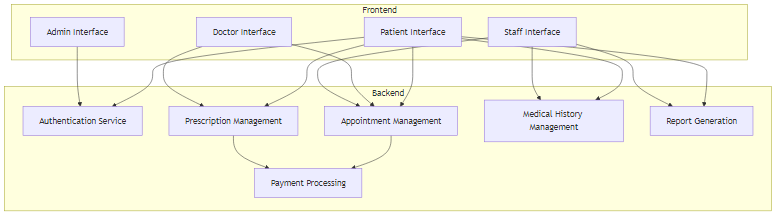 Frontend
Admin Interface
Doctor Interface
Patient Interface
Staff Interface
Backend
Authentication Service
Prescription Management
Appointment Management
Medical History
Management
Report Generation
Payment Processing